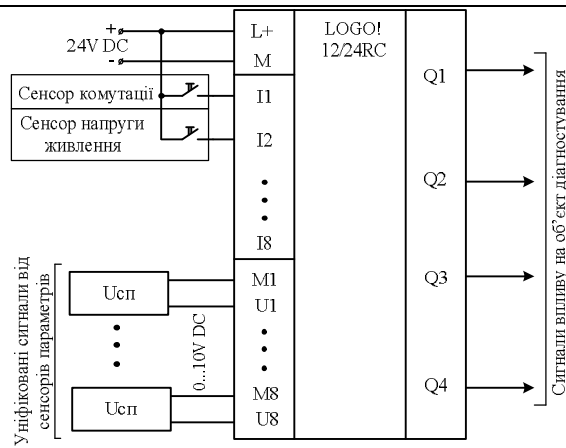 +
24V DC
-
Сенсор комутації
Сенсор напруги
живлення
L+
M
I1
I2
I8
M1
U1
M8
U8
LOGO!
12/24RC
Q1
Q2
Q3
Q4
Uсп
Uсп
0...10V DC
Уніфіковані сигнали від
сенсорів параметрів
Сигнали впливу на об’єкт діагностування